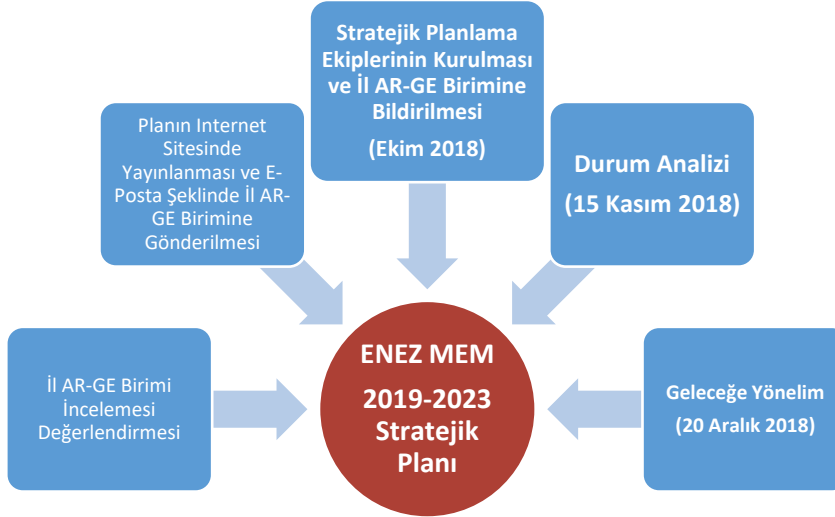 Stratejik Planlama
Ekiplerinin Kurulması
ve İl AR-GE Birimine
Bildirilmesi
(Ekim 2018)
Planın Internet
Sitesinde
Yayınlanması ve E-
Posta Şeklinde İl AR-
GE Birimine
Gönderilmesi
Durum Analizi
(15 Kasım 2018)
ENEZ MEM
2019-2023
Stratejik
Planı
İl AR-GE Birimi
İncelemesi
Değerlendirmesi
Geleceğe Yönelim
(20 Aralık 2018)